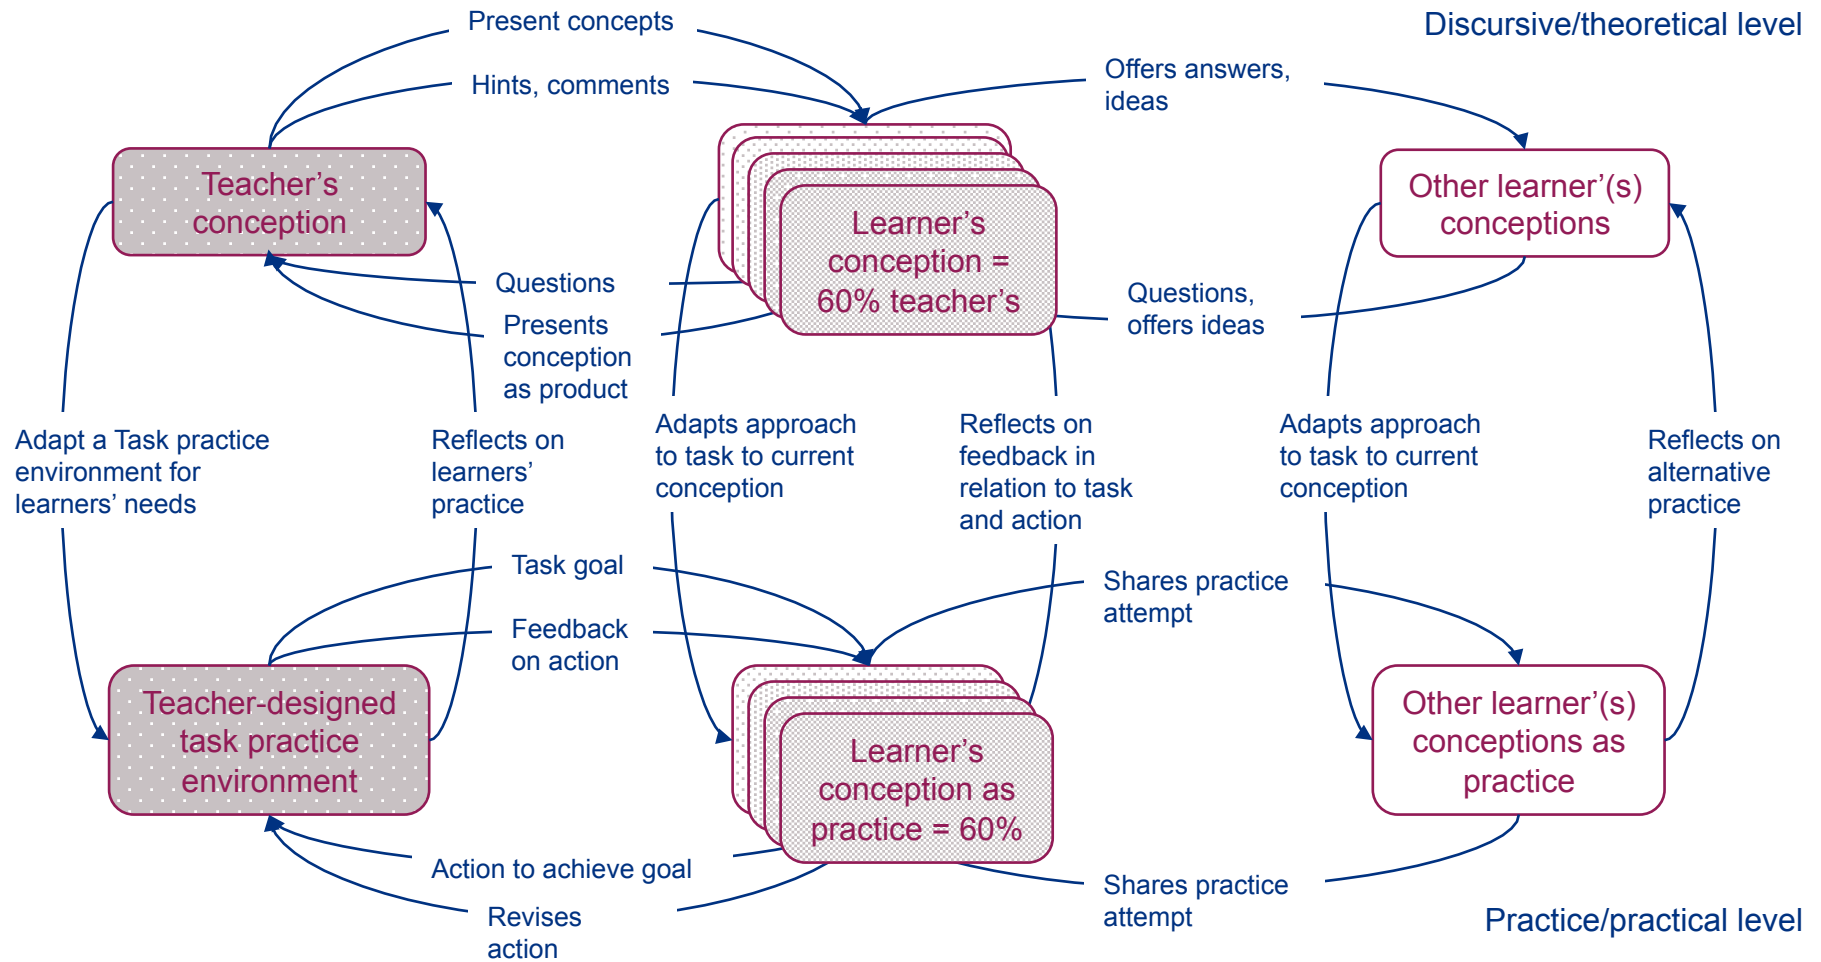 Present concepts
Discursive/theoretical level
Hints, comments
Offers answers,
ideas
Teacher’s
conception
Learner’s
conception =
60% teacher’s
Other learner’(s)
conceptions
Questions
Presents
conception
as product
Questions,
offers ideas
Adapt a Task practice
environment for
learners’ needs
Reflects on
learners’
practice
Adapts approach
to task to current
conception
Reflects on
feedback in
relation to task
and action
Adapts approach
to task to current
conception
Reflects on
alternative
practice
Task goal
Feedback
on action
Shares practice
attempt
Teacher-designed
task practice
environment
Learner’s
conception as
practice = 60%
Other learner’(s)
conceptions as
practice
Action to achieve goal
Revises
action
Shares practice
attempt
Practice/practical level